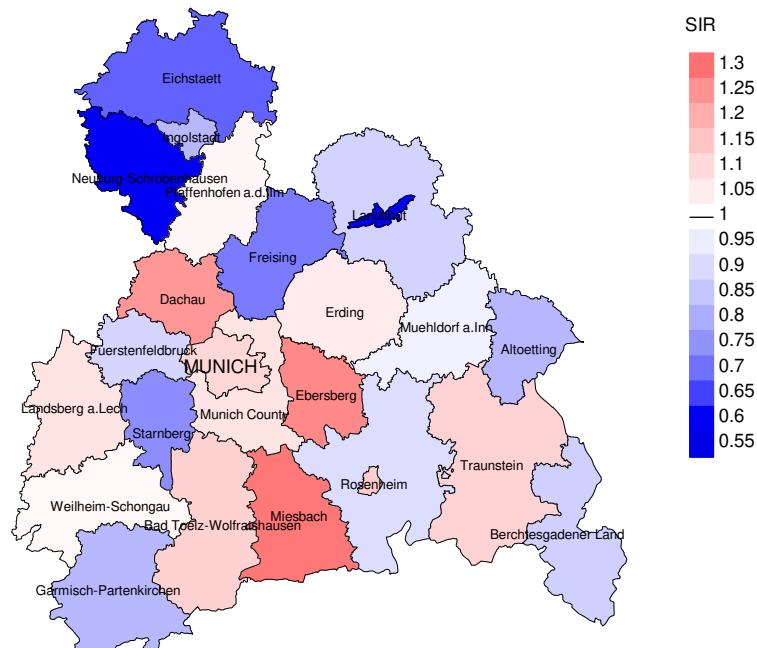 SIR
1.3
1.25
1.2
1.15
1.1
1.05
1
0.95
0.9
0.85
0.8
0.75
0.7
0.65
0.6
0.55
Eichstaett
Ingolstadt
Neuburg-Schrobenhausen
Pfaffenhofen a.d.Ilm
Landshut
Freising
Dachau
Erding
Muehldorf a.Inn
Altoetting
Fuerstenfeldbruck
MUNICH
Ebersberg
Landsberg a.Lech
Munich County
Starnberg
Traunstein
Rosenheim
Weilheim-Schongau
Miesbach
Bad Toelz-Wolfratshausen
Berchtesgadener Land
Garmisch-Partenkirchen